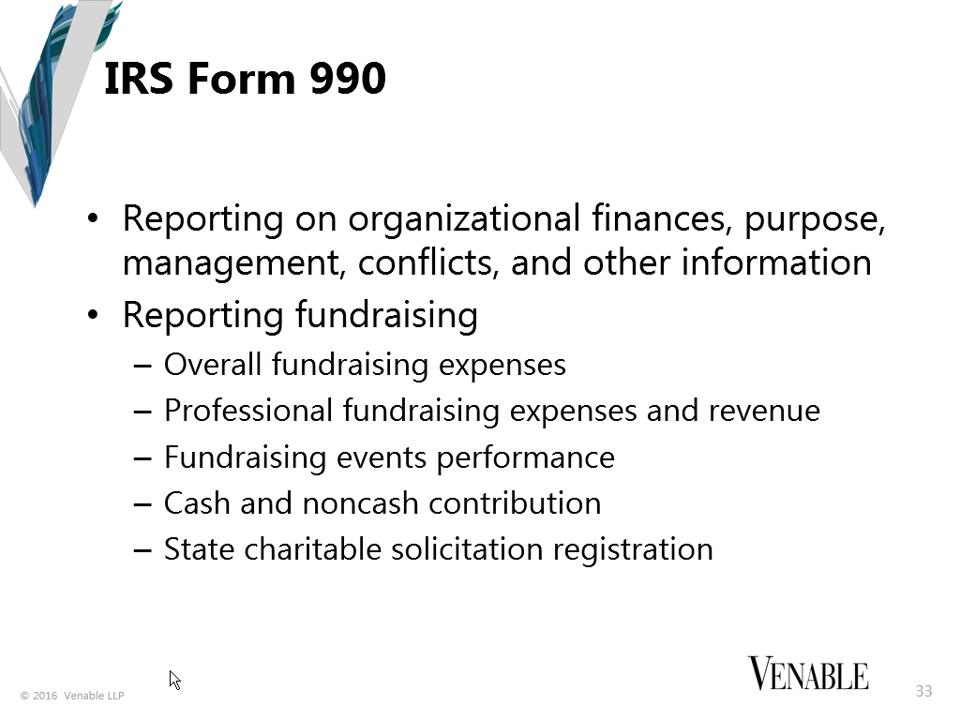 IRS Form 990
• Reporting on organizational finances, purpose,
management, conflicts, and other information
• Reporting fundraising
– Overall fundraising expenses
– Professional fundraising expenses and revenue
– Fundraising events performance
– Cash and noncash contribution
– State charitable solicitation registration
© 2016 Venable LLP
VENABLE
33